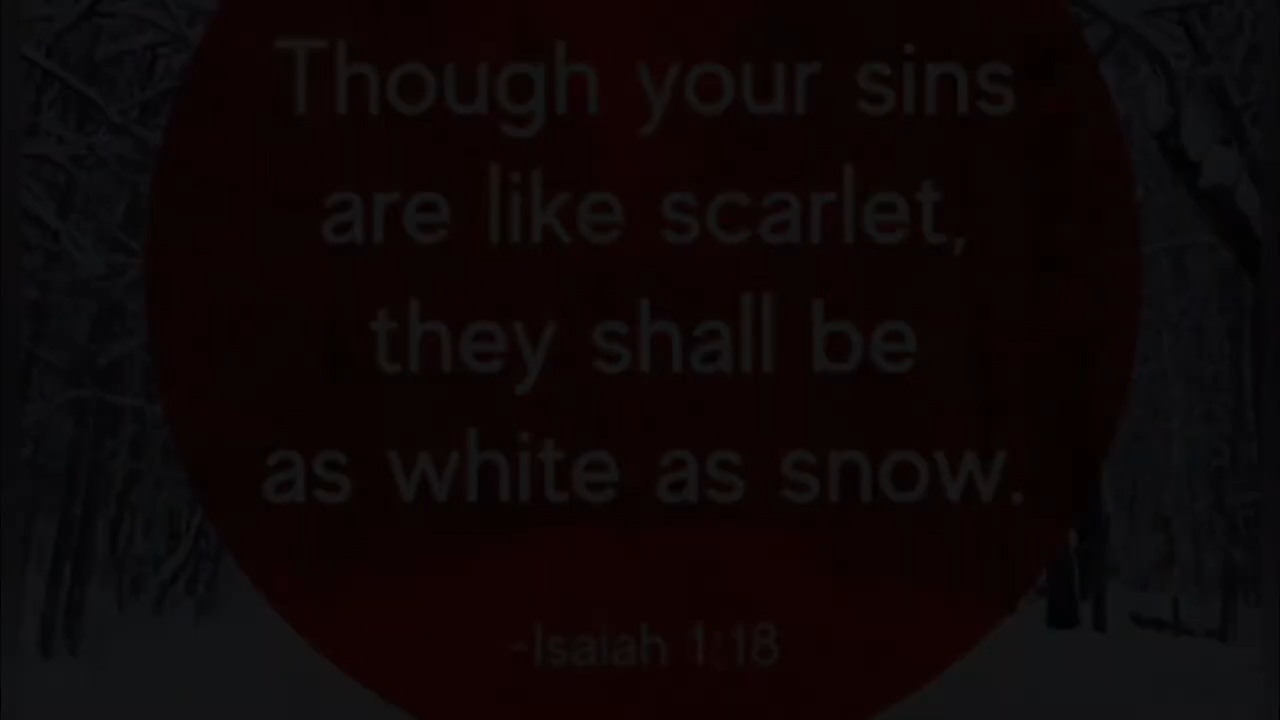 Though your sins
are like scarlet,
they shall be
as white as snow.
-Isaiah 1:18